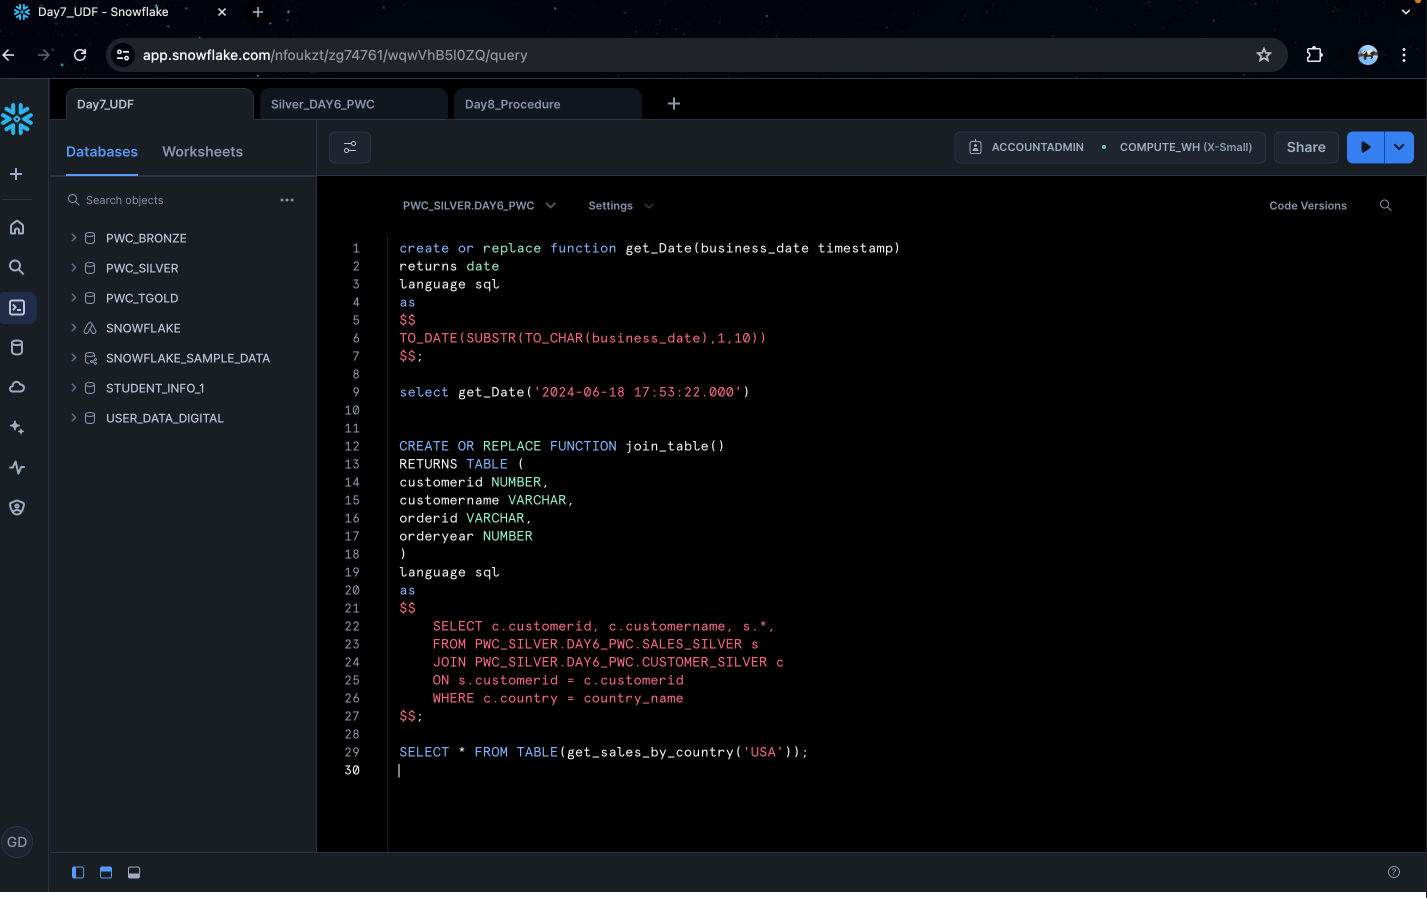 Day7_UDF - Snowflake
app.snowflake.com/nfoukzt/zg74761/wqwVhB5l0ZQ/query
Day7_UDF
Silver_DAY6_PWC
Day8_Procedure
Databases
Worksheets
ACCOUNTADMIN
COMPUTE_WH (X-Small)
Share
Search objects
PWC_SILVER.DAY6_PWC
Settings
Code Versions
PWC_BRONZE
PWC_SILVER
PWC_TGOLD
SNOWFLAKE
SNOWFLAKE_SAMPLE_DATA
STUDENT_INFO_1
USER_DATA_DIGITAL
1 create or replace function get_Date(business_date timestamp)
2 returns date
3 language sql
4 as
5 $$
6 TO_DATE(SUBSTR(TO_CHAR(business_date),1,10))
7 $$;
8
9 select get_Date('2024-06-18 17:53:22.000')
10
11
12 CREATE OR REPLACE FUNCTION join_table()
13 RETURNS TABLE (
14 customerid NUMBER,
15 customername VARCHAR,
16 orderid VARCHAR,
17 orderyear NUMBER
18 )
19 language sql
20 as
21 $$
22 SELECT c.customerid, c.customername, s.*,
23 FROM PWC_SILVER.DAY6_PWC.SALES_SILVER s
24 JOIN PWC_SILVER.DAY6_PWC.CUSTOMER_SILVER c
25 ON s.customerid = c.customerid
26 WHERE c.country = country_name
27 $$;
28
29 SELECT * FROM TABLE(get_sales_by_country('USA'));
30
GD